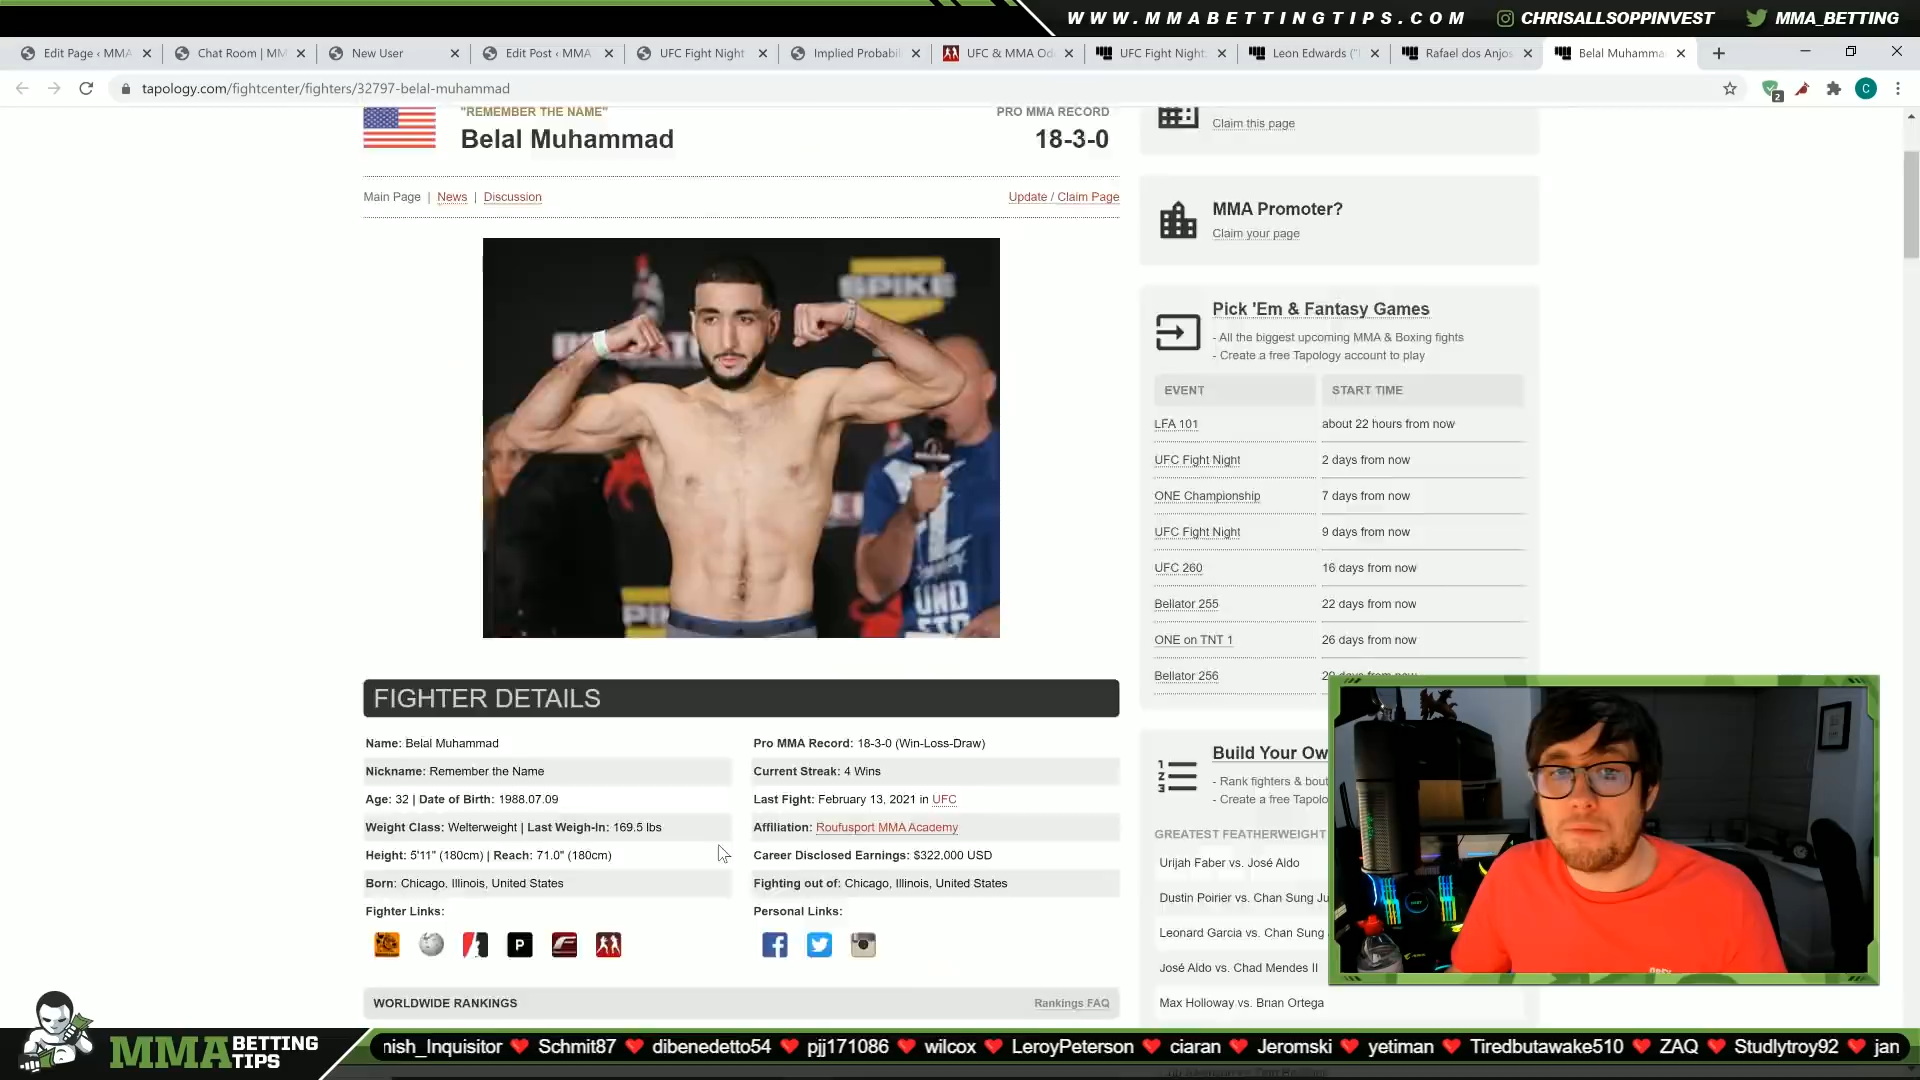 WWW.MMABETTINGTIPS.COM CHRISALLSOPPINVEST MMA_BETTING
Edit Page ‹ MMA Chat Room | MM New User Edit Post ‹ MMA UFC Fight Night Implied Probabil UFC & MMA Od UFC Fight Night: Leon Edwards (" Rafael dos Anjos Belal Muhamma
tapology.com/fightcenter/fighters/32797-belal-muhammad
2
C
"REMEMBER THE NAME"
Belal Muhammad
PRO MMA RECORD
18-3-0
Main Page | News | Discussion
Update / Claim Page
SPIKE
SPIKE
UND
FIGHTER DETAILS
Name: Belal Muhammad
Nickname: Remember the Name
Age: 32 | Date of Birth: 1988.07.09
Weight Class: Welterweight | Last Weigh-In: 169.5 lbs
Height: 5'11" (180cm) | Reach: 71.0" (180cm)
Born: Chicago, Illinois, United States
Fighter Links:
P
Pro MMA Record: 18-3-0 (Win-Loss-Draw)
Current Streak: 4 Wins
Last Fight: February 13, 2021 in UFC
Affiliation: Roufusport MMA Academy
Career Disclosed Earnings: $322,000 USD
Fighting out of: Chicago, Illinois, United States
Personal Links:
WORLDWIDE RANKINGS
Rankings FAQ
Claim this page
MMA Promoter?
Claim your page
Pick 'Em & Fantasy Games
- All the biggest upcoming MMA & Boxing fights
- Create a free Tapology account to play
EVENT START TIME
LFA 101 about 22 hours from now
UFC Fight Night 2 days from now
ONE Championship 7 days from now
UFC Fight Night 9 days from now
UFC 260 16 days from now
Bellator 255 22 days from now
ONE on TNT 1 26 days from now
Bellator 256
Build Your Ow
- Rank fighters & bout
- Create a free Tapolo
GREATEST FEATHERWEIGHT
Urijah Faber vs. José Aldo
Dustin Poirier vs. Chan Sung Ju
Leonard Garcia vs. Chan Sung
José Aldo vs. Chad Mendes II
Max Holloway vs. Brian Ortega
MMA BETTING TIPS
nish_Inquisitor Schmit87 dibenedetto54 pjj171086 wilcox LeroyPeterson ciaran Jeromski yetiman Tiredbutawake510 ZAQ Studlytroy92 jan